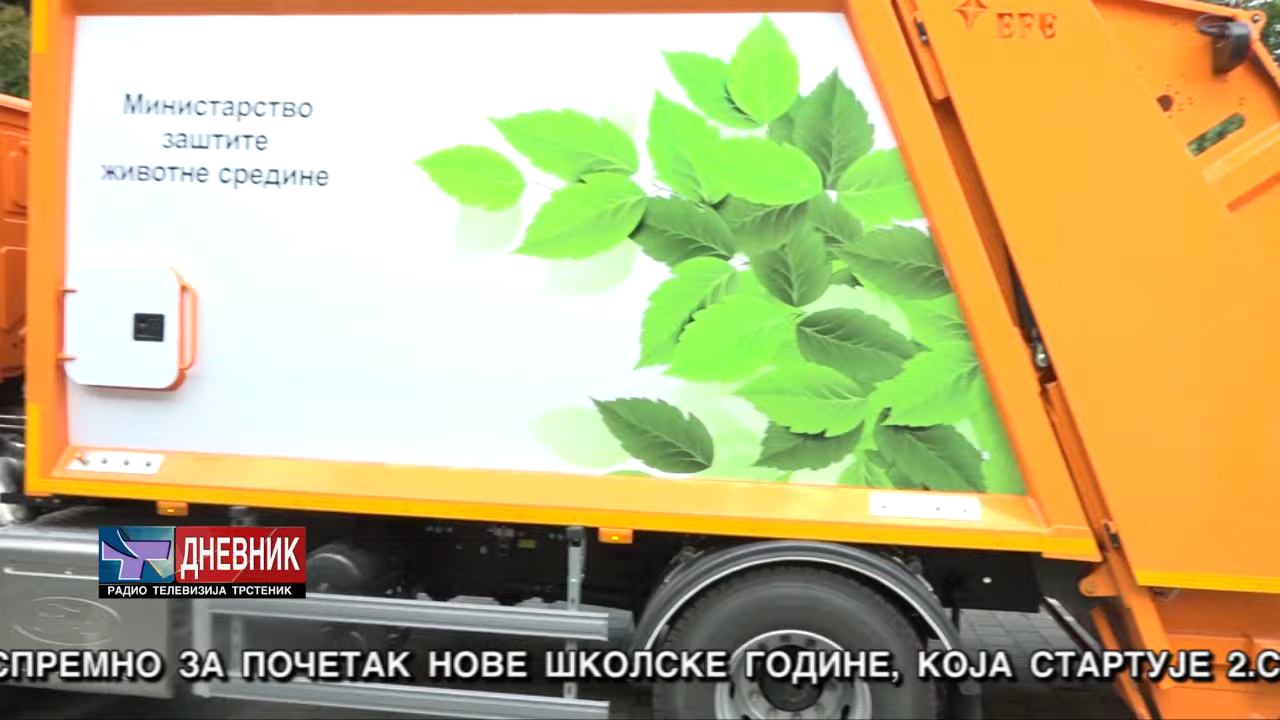 EFE
Министарство
заштите
животне средине
ДНЕВНИК
РАДИО ТЕЛЕВИЗИЈА ТРСТЕНИК
СПРЕМНО ЗА ПОЧЕТАК НОВЕ ШКОЛСКЕ ГОДИНЕ, КОЈА СТАРТУЈЕ 2.С